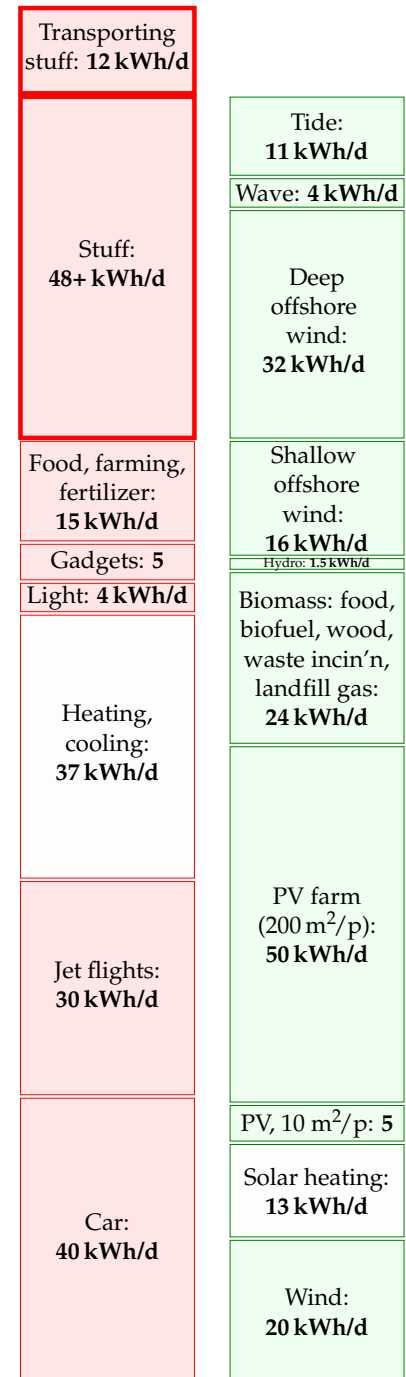 Transporting
stuff: 12 kWh/d
Stuff:
48+ kWh/d
Food, farming,
fertilizer:
15 kWh/d
Gadgets: 5
Light: 4 kWh/d
Heating,
cooling:
37 kWh/d
Jet flights:
30 kWh/d
Car:
40 kWh/d
Tide:
11 kWh/d
Wave: 4 kWh/d
Deep
offshore
wind:
32 kWh/d
Shallow
offshore
wind:
16 kWh/d
Hydro: 1.5 kWh/d
Biomass: food,
biofuel, wood,
waste incin’n,
landfill gas:
24 kWh/d
PV farm
(200 m²/p):
50 kWh/d
PV, 10 m²/p: 5
Solar heating:
13 kWh/d
Wind:
20 kWh/d